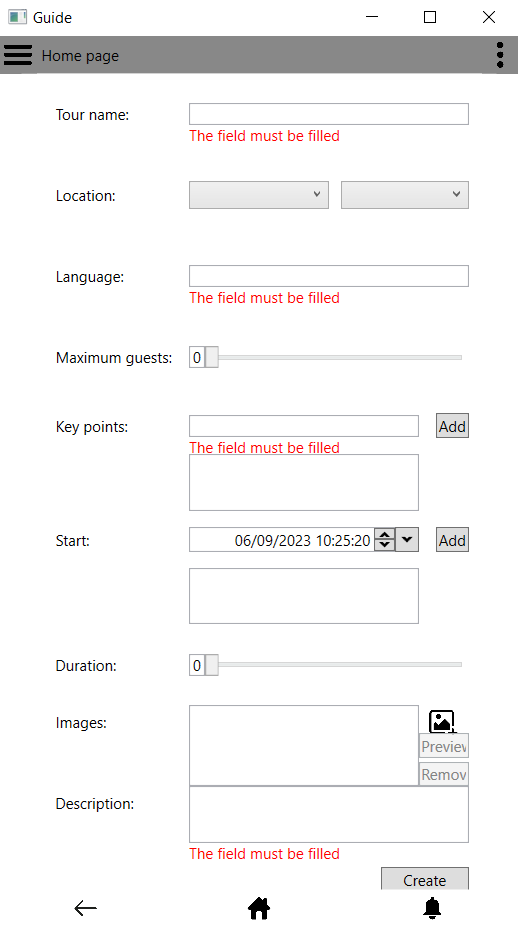 Guide
Home page
Tour name:
The field must be filled
Location:
Language:
The field must be filled
Maximum guests: 0
Key points: Add
The field must be filled
Start: 06/09/2023 10:25:20 Add
Duration: 0
Images:
Preview
Remov
Description:
The field must be filled
Create